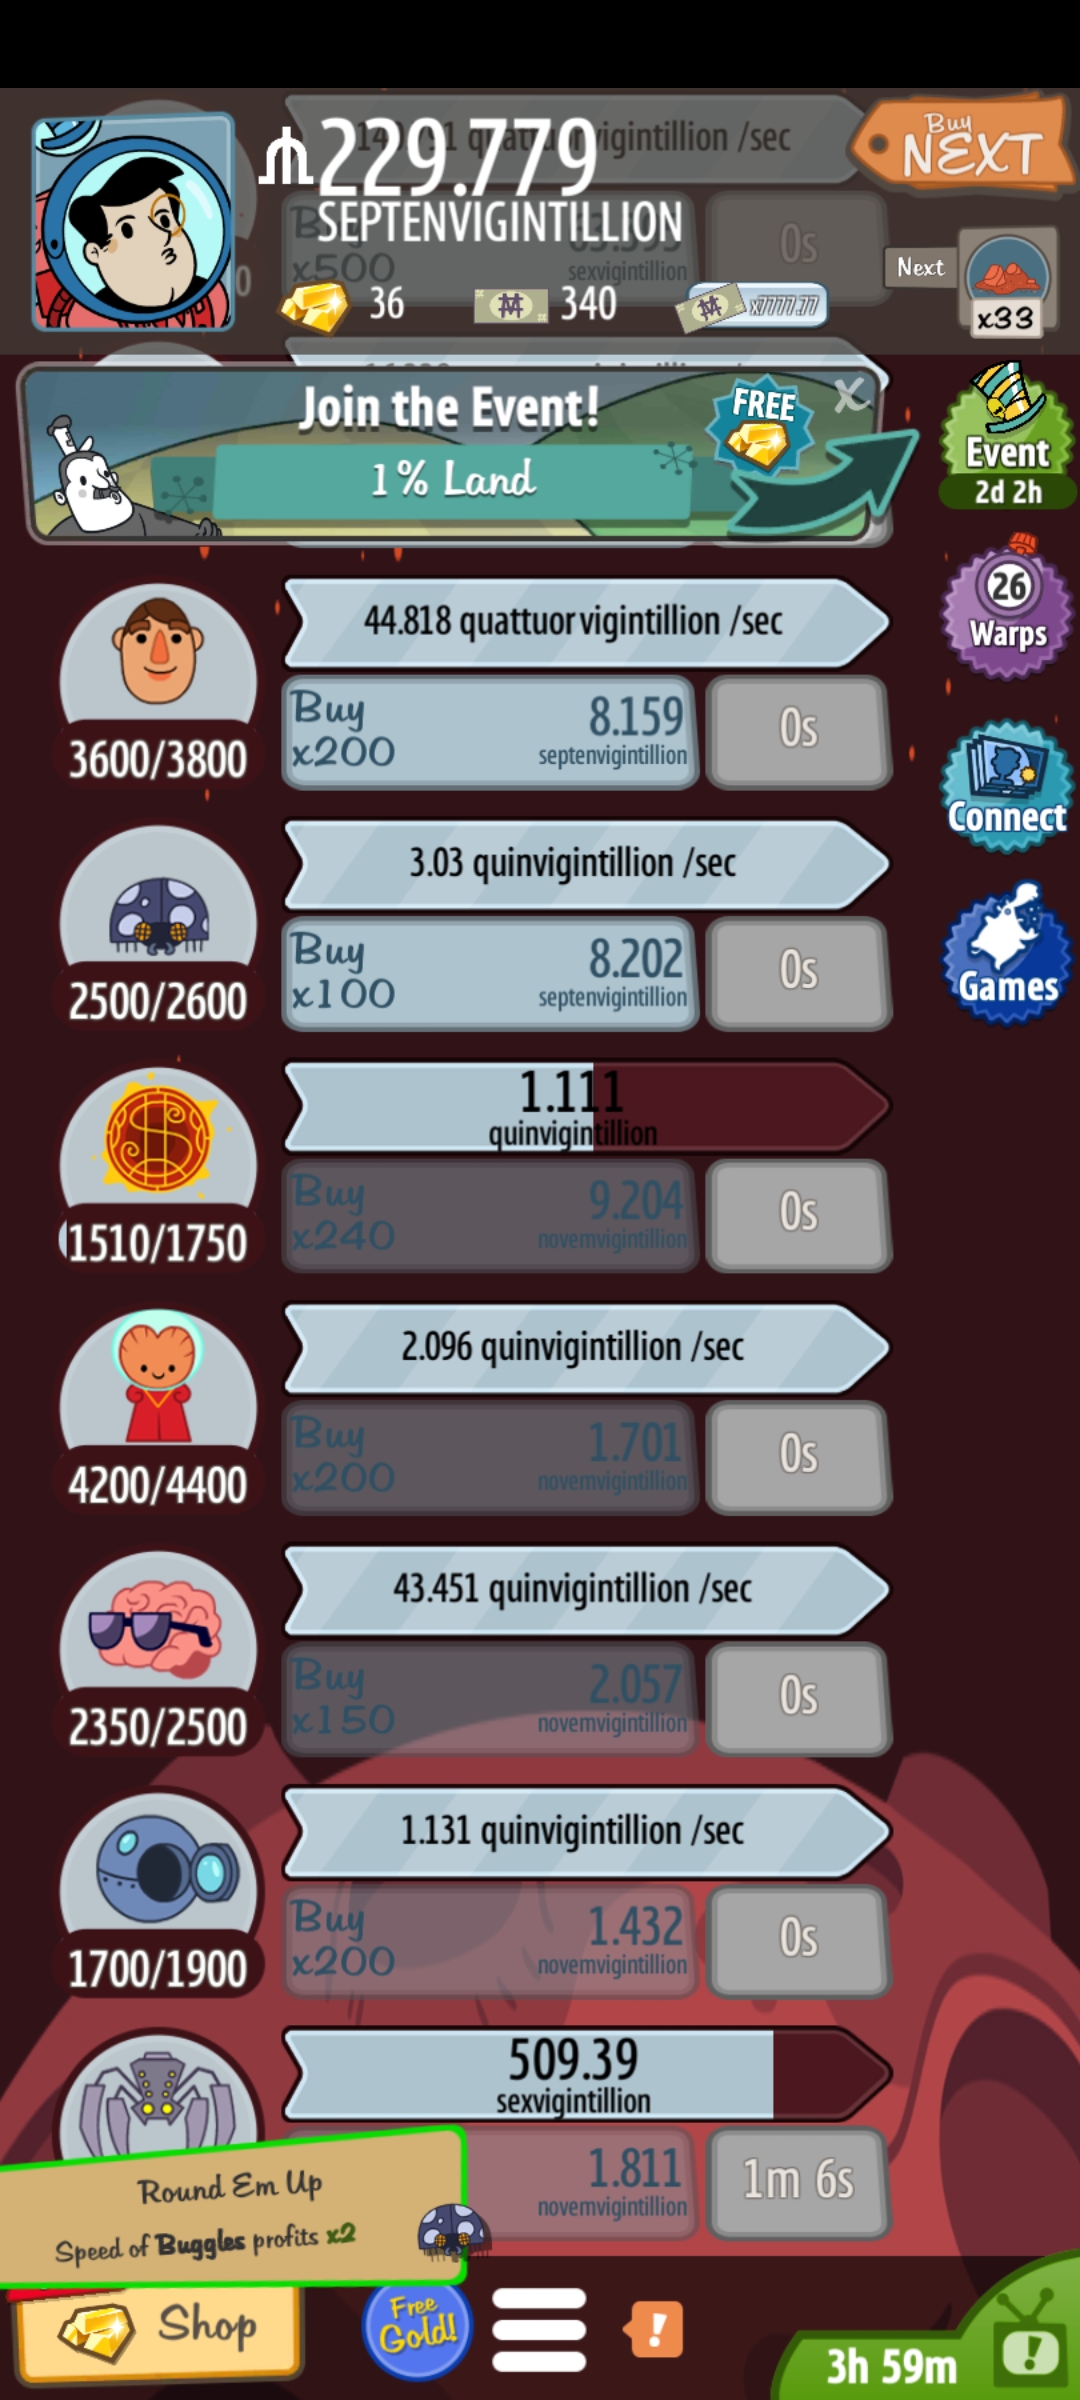 quattuorvigintillion /sec
229.779
SEPTENVIGINTILLION
Buy
NEXT
x500
sexvigintillion
0s
36
340
x7777.77
Next
x33
Join the Event!
FREE
1% Land
Event
2d 2h
26
Warps
Connect
Games
44.818 quattuorvigintillion /sec
Buy
x200
8.159
septenvigintillion
0s
3600/3800
3.03 quinvigintillion /sec
Buy
x100
8.202
septenvigintillion
0s
2500/2600
1.111
quinvigintillion
Buy
x240
9.204
novemvigintillion
0s
1510/1750
2.096 quinvigintillion /sec
Buy
x200
1.701
novemvigintillion
0s
4200/4400
43.451 quinvigintillion /sec
Buy
x150
2.057
novemvigintillion
0s
2350/2500
1.131 quinvigintillion /sec
Buy
x200
1.432
novemvigintillion
0s
1700/1900
509.39
sexvigintillion
1.811
novemvigintillion
1m 6s
Round Em Up
Speed of Buggles profits x2
Shop
Free
Gold!
!
3h 59m
!